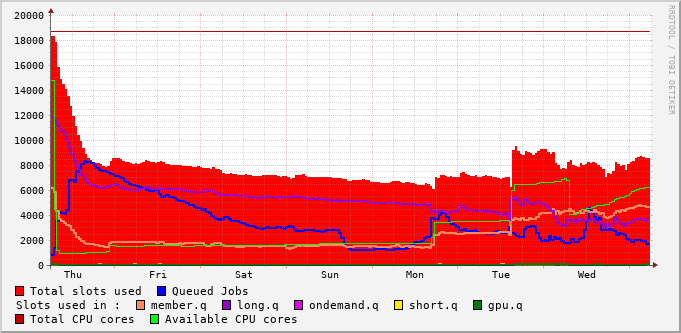 20000
18000
16000
14000
12000
10000
8000
6000
4000
2000
0
Thu Fri Sat Sun Mon Tue Wed
Total slots used Queued Jobs
Slots used in : member.q long.q ondemand.q short.q gpu.q
Total CPU cores Available CPU cores
RRDTOOL / TOBI OETIKER